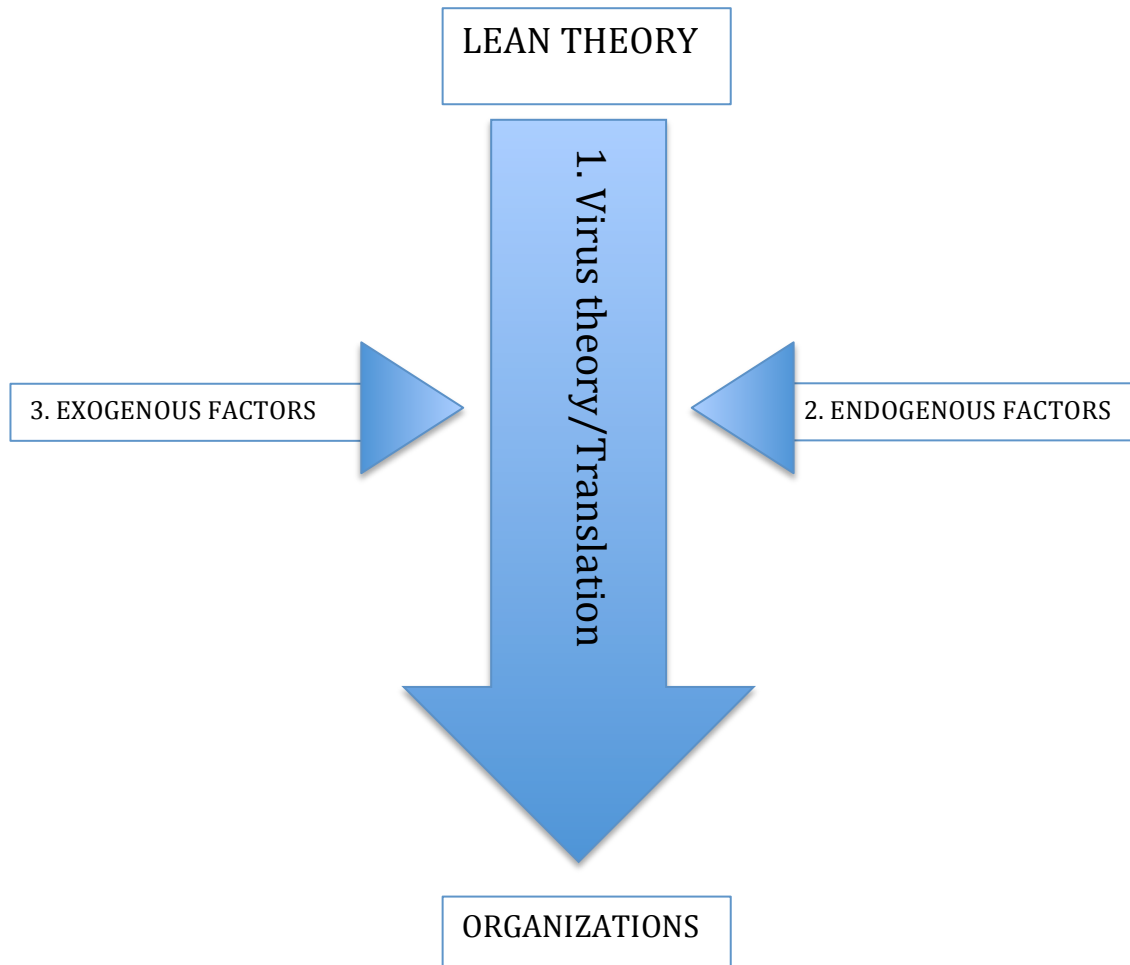 LEAN THEORY
1. Virus theory/Translation
3. EXOGENOUS FACTORS
2. ENDOGENOUS FACTORS
ORGANIZATIONS